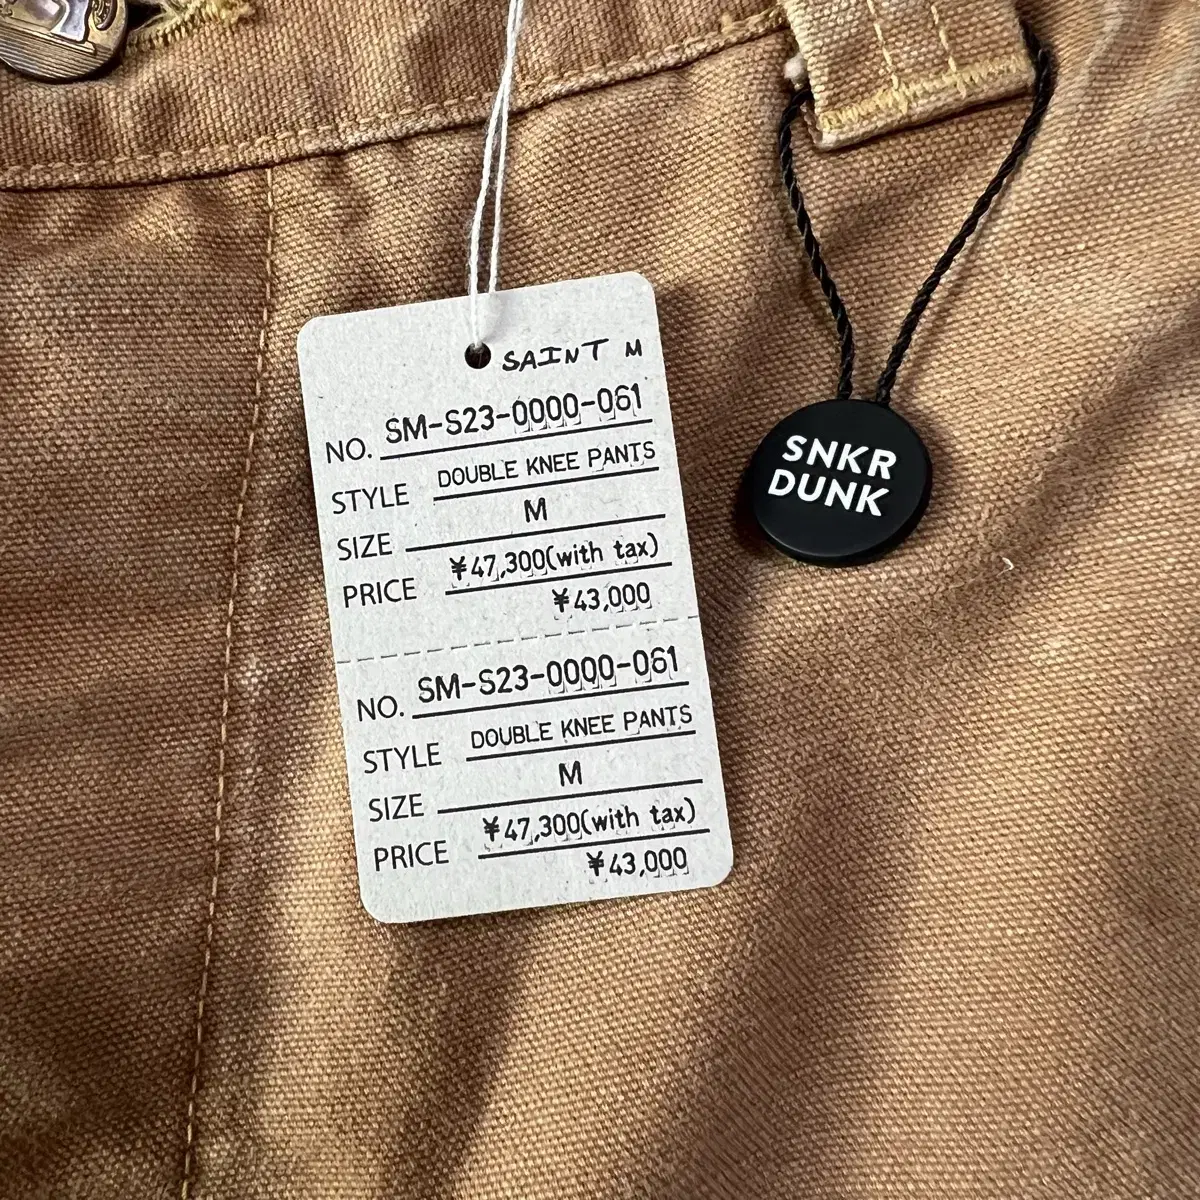 SAINT M
NO. SM-S23-0000-061
STYLE DOUBLE KNEE PANTS
SIZE M
PRICE ¥47,300(with tax)
¥43,000
NO. SM-S23-0000-061
STYLE DOUBLE KNEE PANTS
SIZE M
PRICE ¥47,300(with tax)
¥43,000
SNKR
DUNK